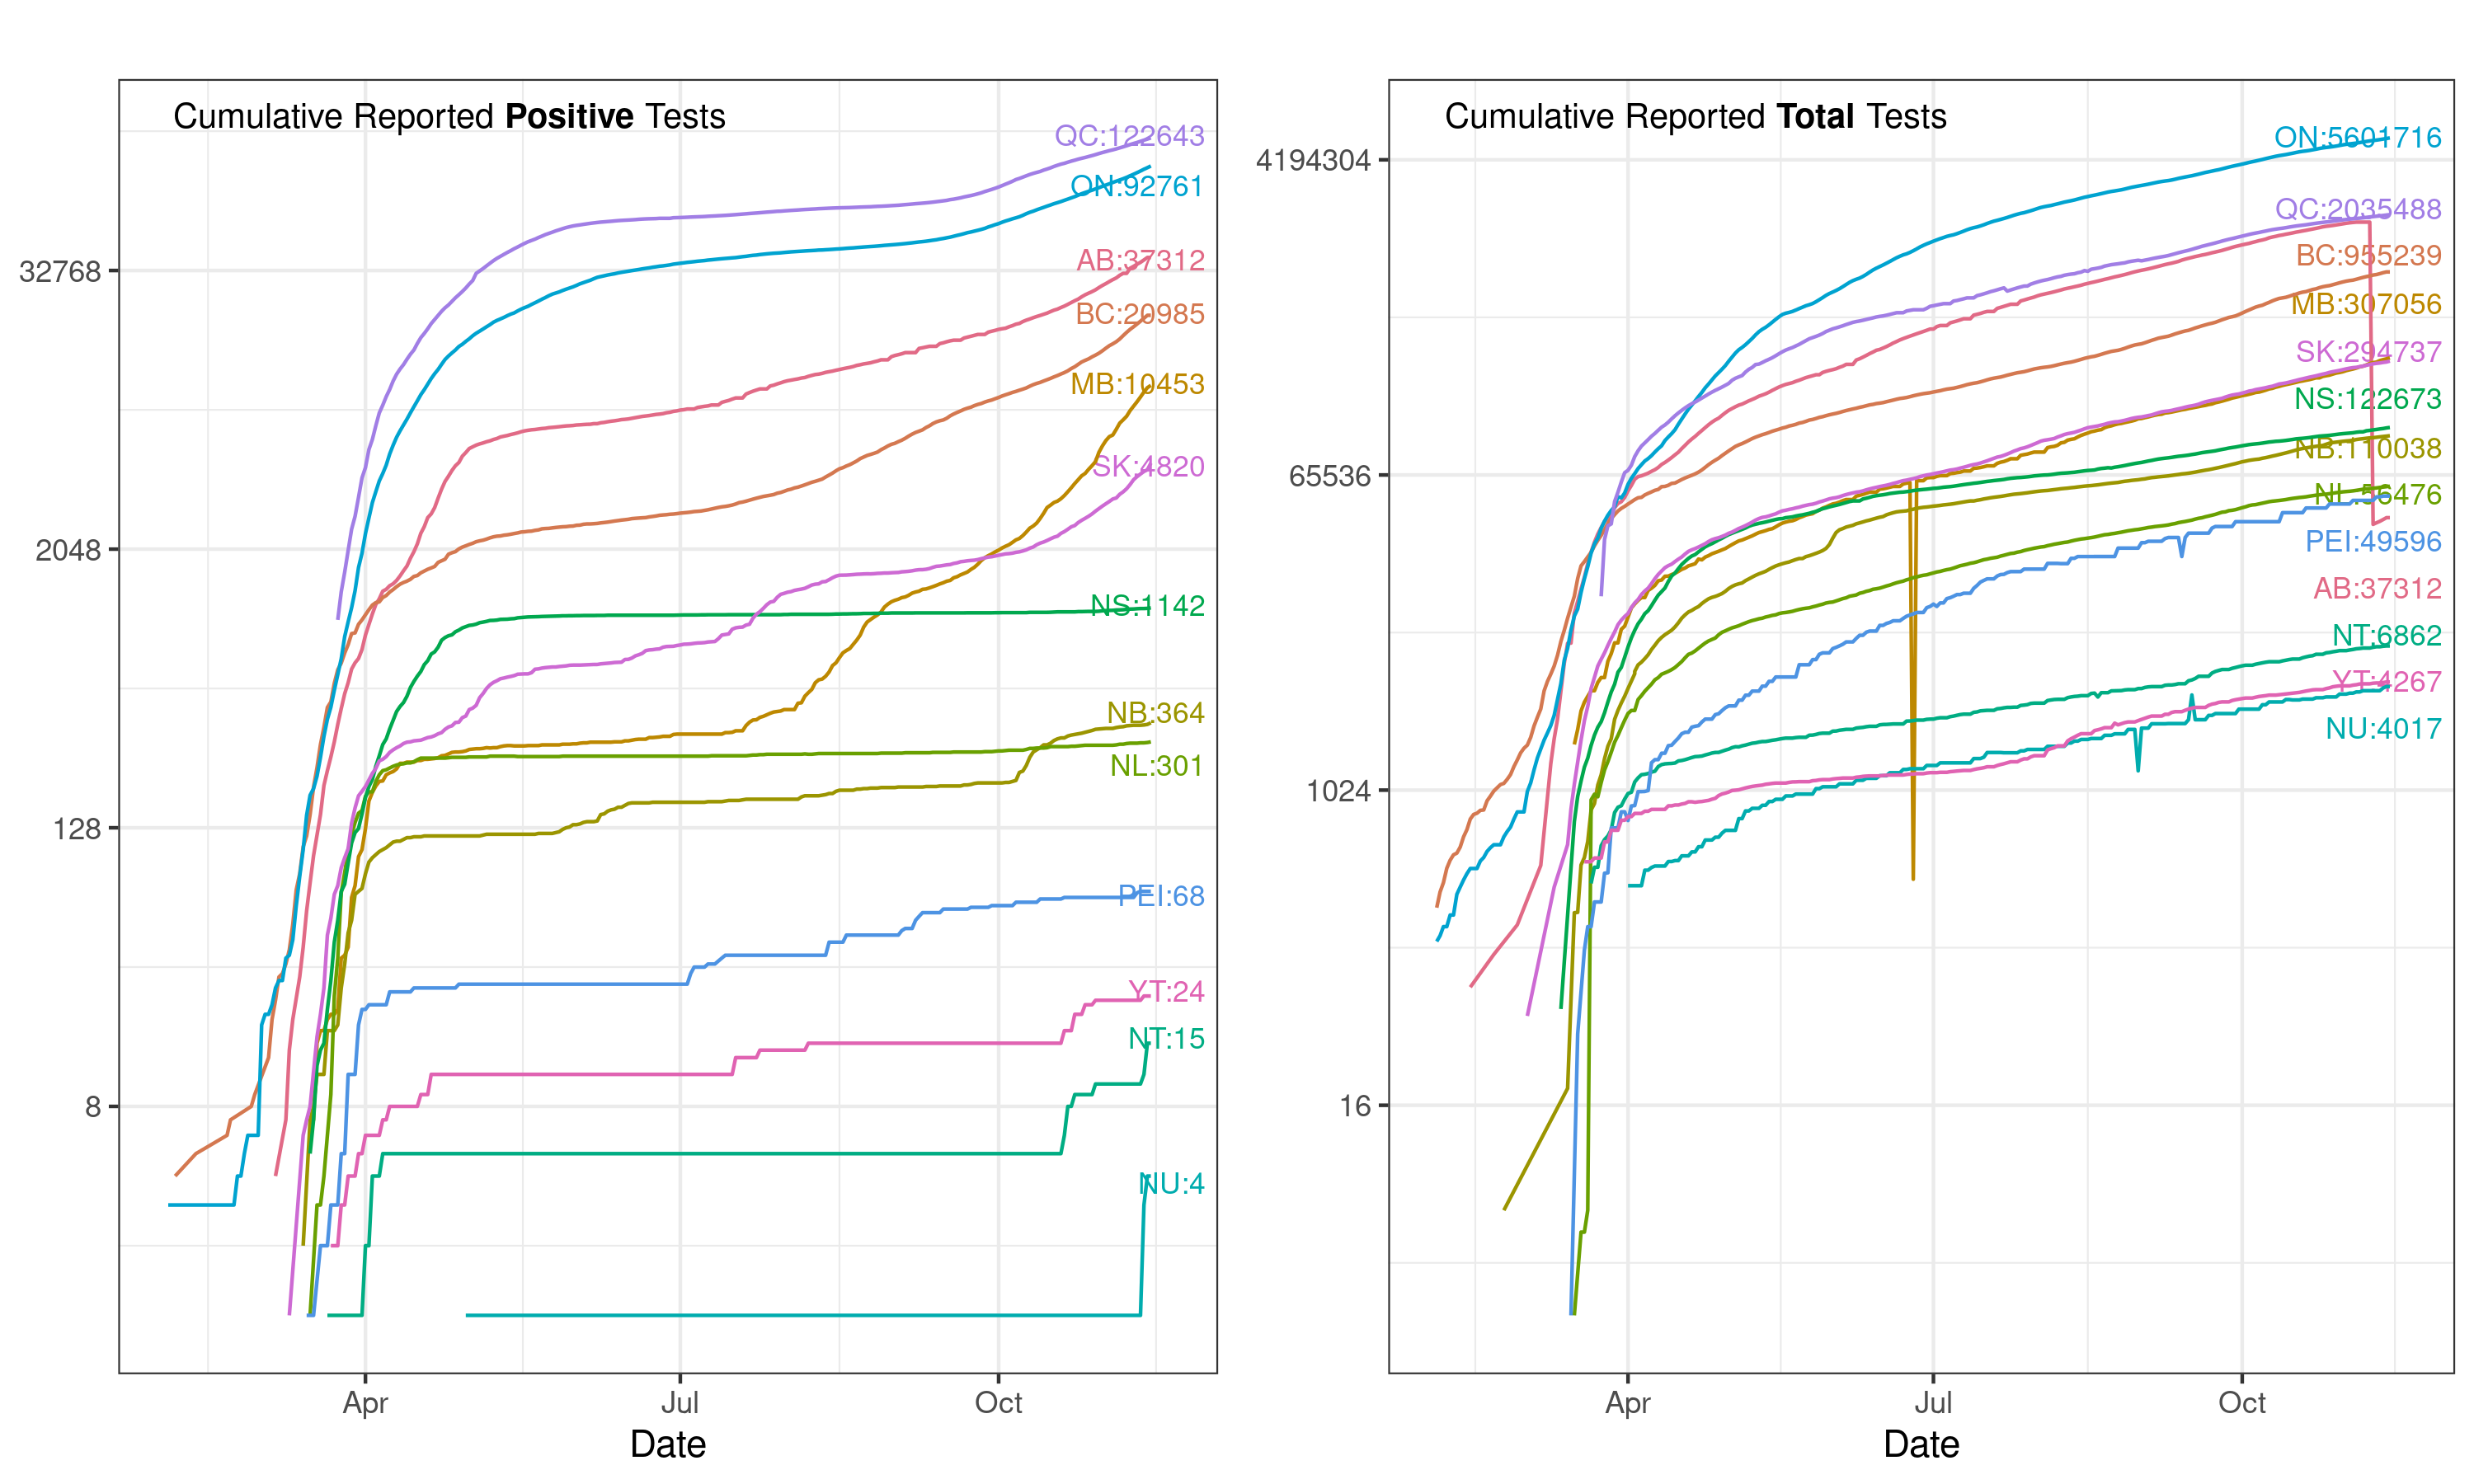 Cumulative Reported Positive Tests
QC:122643
ON:92761
AB:37312
BC:20985
MB:10453
SK:4820
NS:1142
NB:364
NL:301
PEI:68
YT:24
NT:15
NU:4
32768
2048
128
8
Apr Jul Oct
Date
Cumulative Reported Total Tests
ON:5601716
QC:2035488
BC:955239
MB:307056
SK:294737
NS:122673
NB:110038
NL:56476
PEI:49596
AB:37312
NT:6862
YT:4267
NU:4017
4194304
65536
1024
16
Apr Jul Oct
Date